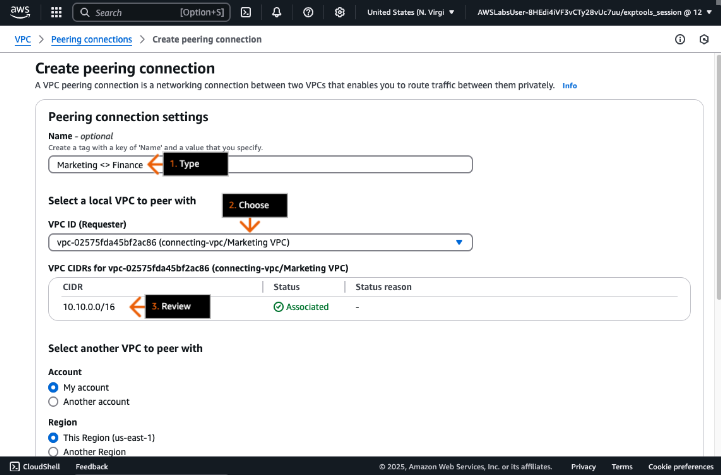 aws
Search [Option+S] United States (N. Virgi AWSLabsUser-8HEdi4iVF3vCTy28vUc7uu/exptools_session @ 12
VPC Peering connections Create peering connection
Create peering connection
A VPC peering connection is a networking connection between two VPCs that enables you to route traffic between them privately. Info
Peering connection settings
Name - optional
Create a tag with a key of 'Name' and a value that you specify.
Marketing <> Finance 1. Type
Select a local VPC to peer with
2. Choose
VPC ID (Requester)
vpc-02575fda45bf2ac86 (connecting-vpc/Marketing VPC)
VPC CIDRs for vpc-02575fda45bf2ac86 (connecting-vpc/Marketing VPC)
CIDR Status Status reason
10.10.0.0/16 3. Review Associated -
Select another VPC to peer with
Account
My account
Another account
Region
This Region (us-east-1)
Another Region
CloudShell Feedback © 2025, Amazon Web Services, Inc. or its affiliates. Privacy Terms Cookie preferences